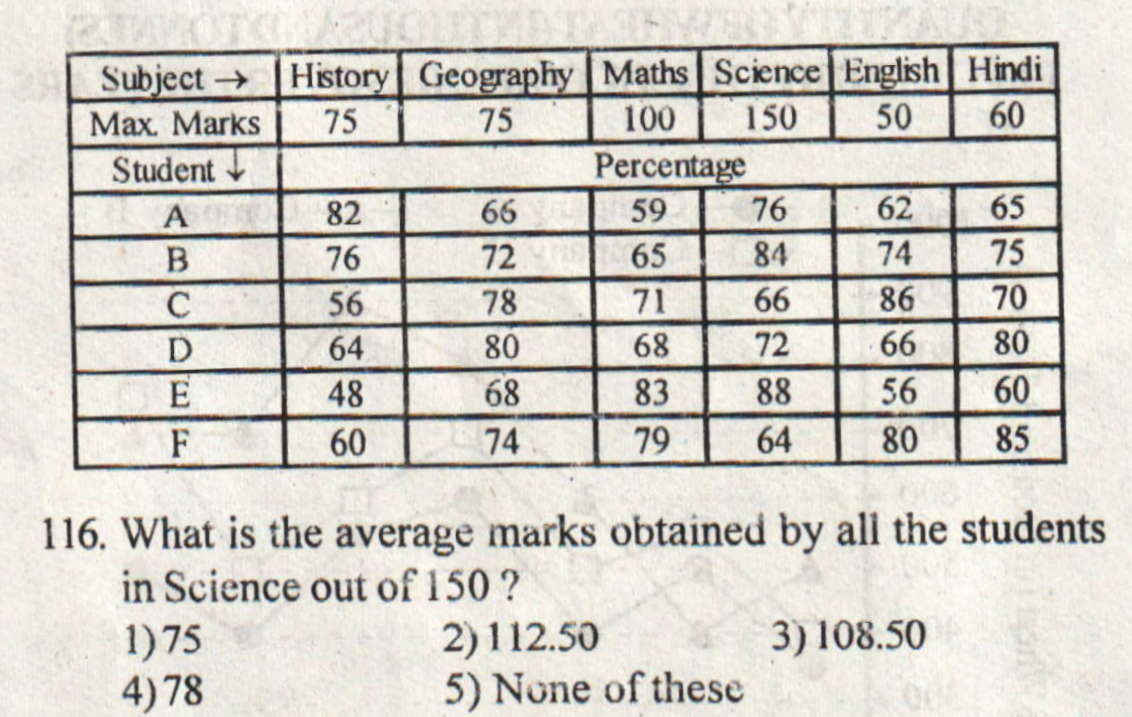 Subject → History Geography Maths Science English Hindi
Max. Marks 75 75 100 150 50 60
Student ↓ Percentage
A 82 66 59 76 62 65
B 76 72 65 84 74 75
C 56 78 71 66 86 70
D 64 80 68 72 66 80
E 48 68 83 88 56 60
F 60 74 79 64 80 85
116. What is the average marks obtained by all the students
in Science out of 150 ?
1) 75 2) 112.50 3) 108.50
4) 78 5) None of these